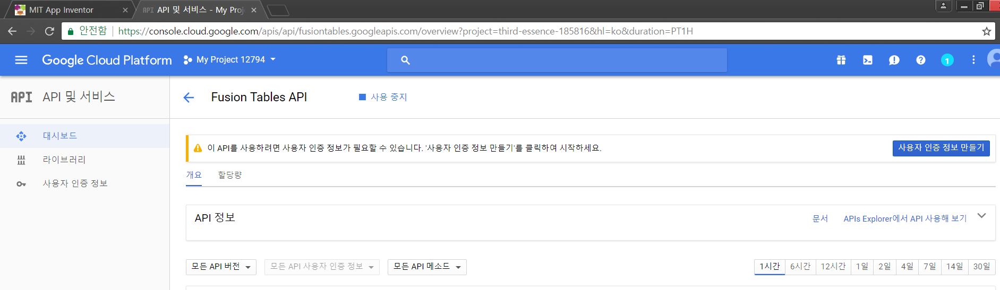 MIT App Inventor
API API 및 서비스 - My Proj
안전함 https://console.cloud.google.com/apis/api/fusiontables.googleapis.com/overview?project=third-essence-185816&hl=ko&duration=PT1H
Google Cloud Platform My Project 12794 1
API API 및 서비스
Fusion Tables API 사용 중지
대시보드
라이브러리
사용자 인증 정보
이 API를 사용하려면 사용자 인증 정보가 필요할 수 있습니다. '사용자 인증 정보 만들기'를 클릭하여 시작하세요. 사용자 인증 정보 만들기
개요 할당량
API 정보 문서 APIs Explorer에서 API 사용해 보기
모든 API 버전 모든 API 사용자 인증 정보 모든 API 메소드 1시간 6시간 12시간 1일 2일 4일 7일 14일 30일